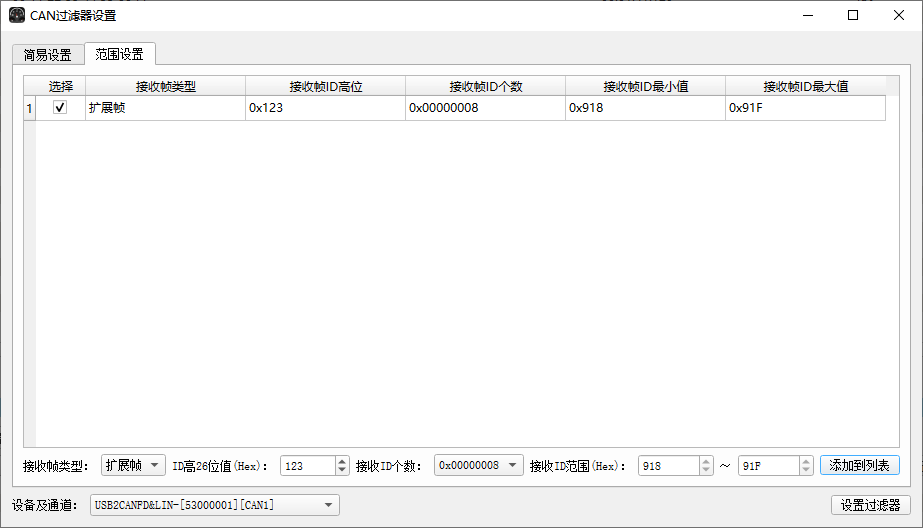 CAN过滤器设置
简易设置 范围设置
选择 接收帧类型 接收帧ID高位 接收帧ID个数 接收帧ID最小值 接收帧ID最大值
1 扩展帧 0x123 0x00000008 0x918 0x91F
接收帧类型： 扩展帧 ID高26位值(Hex)： 123 接收ID个数： 0x00000008 接收ID范围(Hex)： 918 ～ 91F 添加到列表
设备及通道： USB2CANFD&LIN-[53000001][CAN1] 设置过滤器